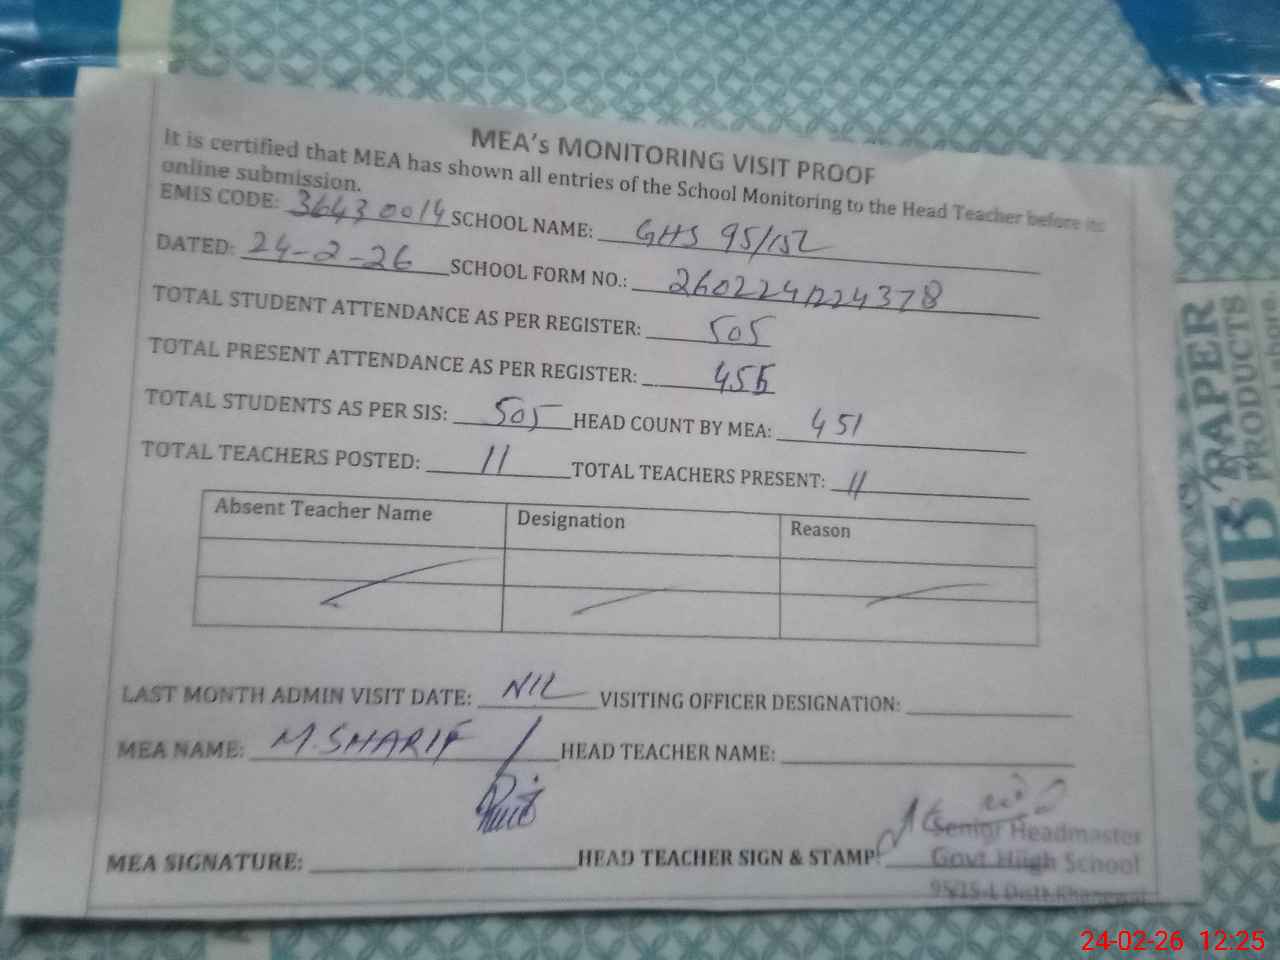 MEA's MONITORING VISIT PROOF
It is certified that MEA has shown all entries of the School Monitoring to the Head Teacher before its
online submission.
EMIS CODE: 36430014 SCHOOL NAME: GHS 95/15L
DATED: 24-2-26 SCHOOL FORM NO.:
TOTAL STUDENT ATTENDANCE AS PER REGISTER: 505
TOTAL PRESENT ATTENDANCE AS PER REGISTER:
TOTAL STUDENTS AS PER SIS: 505 HEAD COUNT BY MEA: 451
TOTAL TEACHERS POSTED: 11 TOTAL TEACHERS PRESENT: 11
Absent Teacher Name Designation Reason
LAST MONTH ADMIN VISIT DATE: NIL VISITING OFFICER DESIGNATION:
MEA NAME: M.SHARIF HEAD TEACHER NAME:
MEA SIGNATURE: HEAD TEACHER SIGN & STAMP:
Senior Headmaster
Govt High School
95/15-L Distt
PAPER
PRODUCTS
Lahore.
SAHIB
24-02-26 12:25